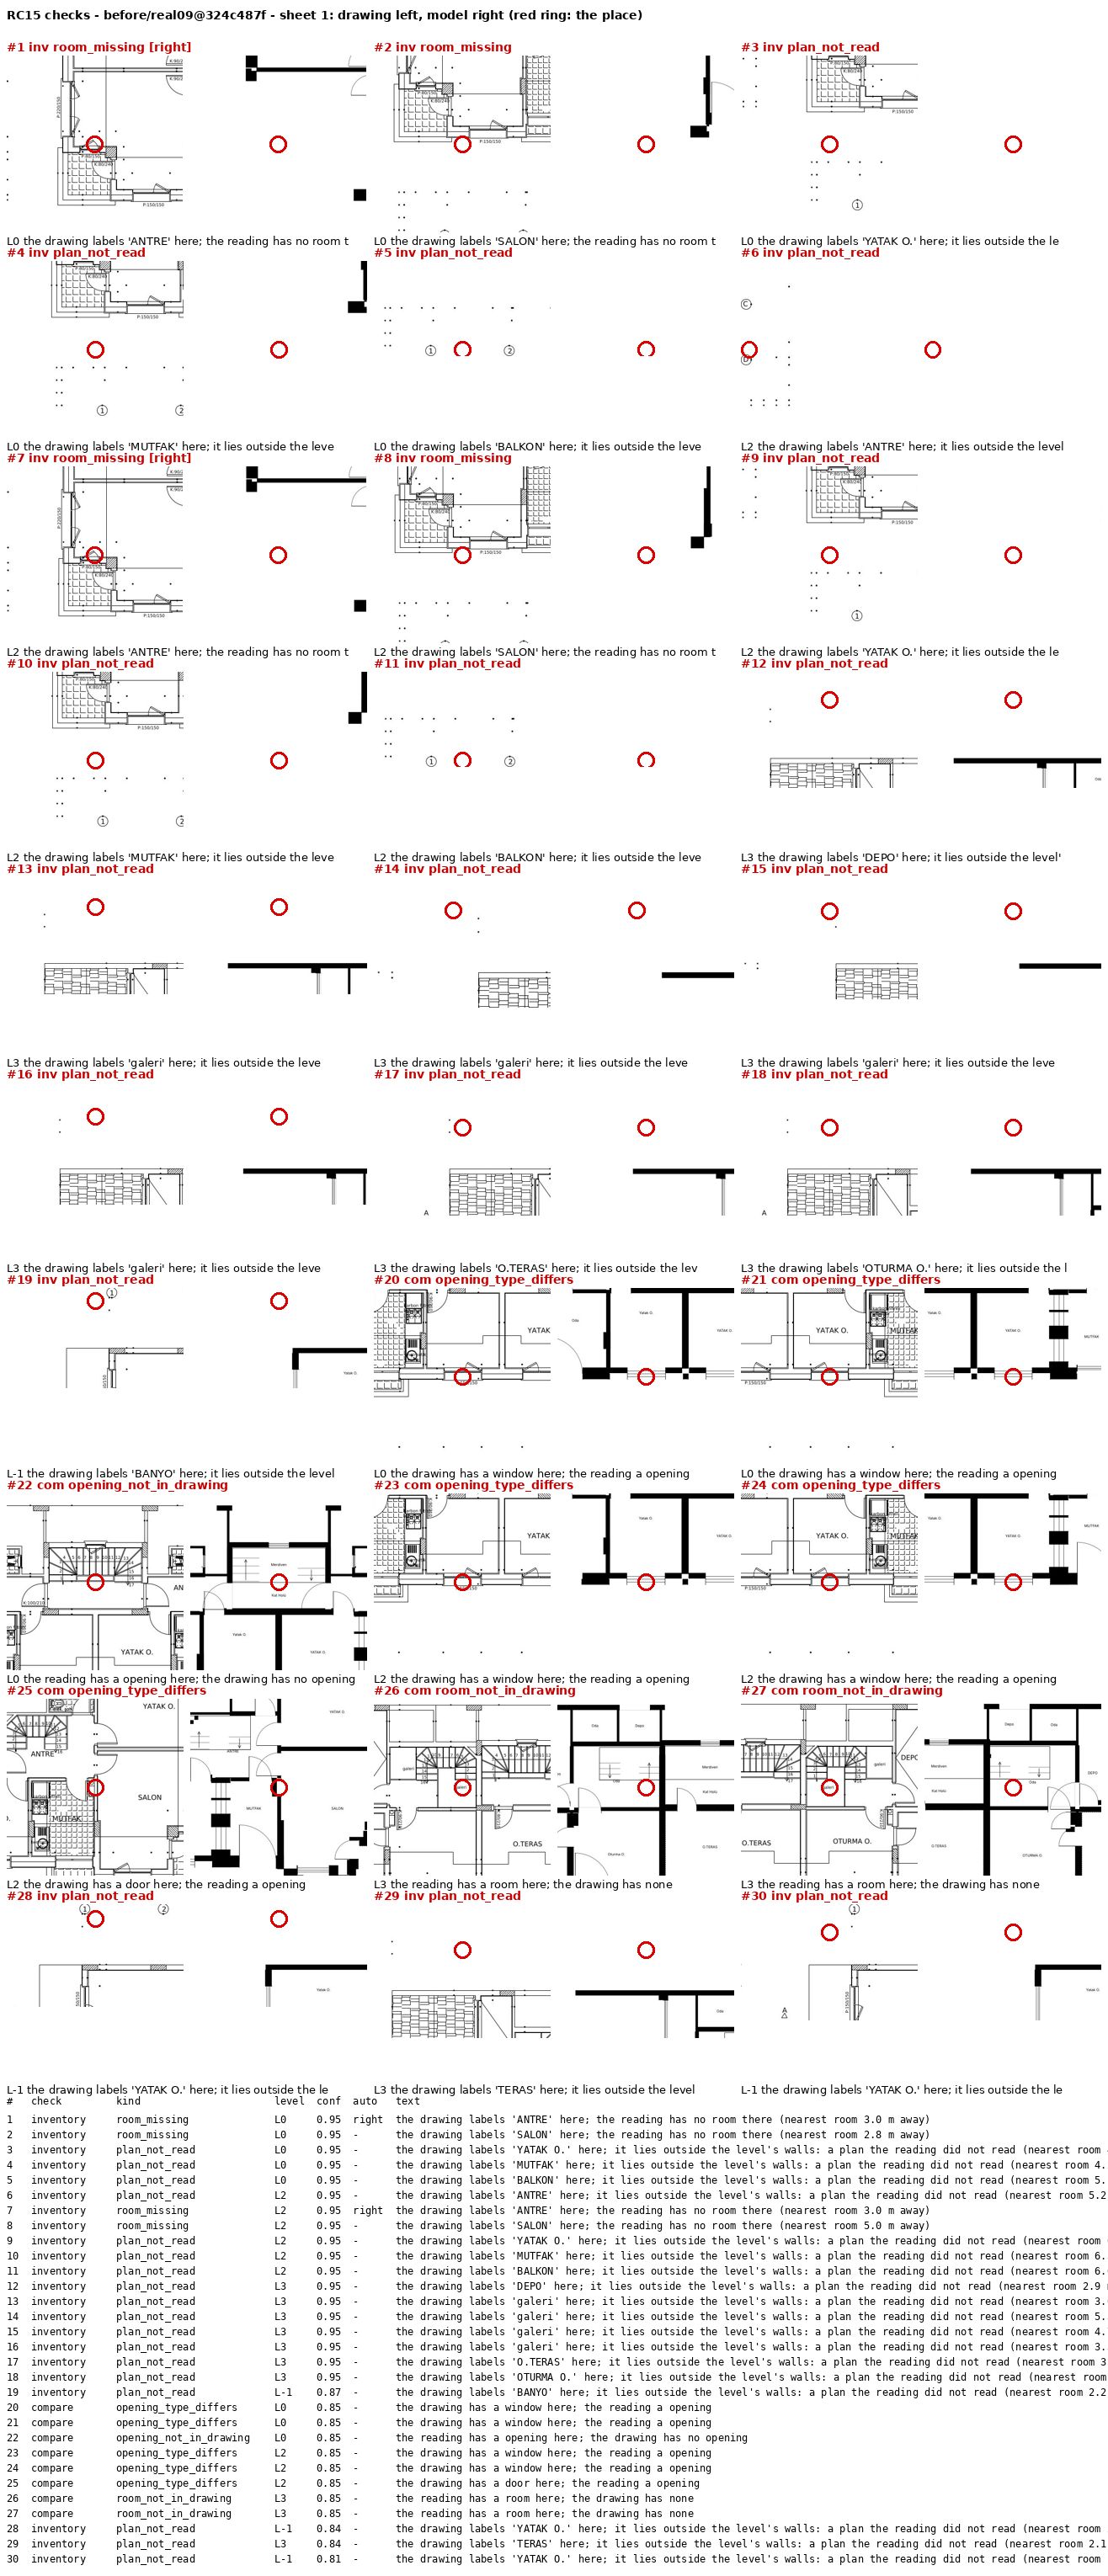 RC15 checks - before/real09@324c487f - sheet 1: drawing left, model right (red ring: the place)
#1 inv room_missing [right]
#2 inv room_missing
#3 inv plan_not_read
L0 the drawing labels 'ANTRE' here; the reading has no room t
L0 the drawing labels 'SALON' here; the reading has no room t
L0 the drawing labels 'YATAK O.' here; it lies outside the le
#4 inv plan_not_read
#5 inv plan_not_read
#6 inv plan_not_read
L0 the drawing labels 'MUTFAK' here; it lies outside the leve
L0 the drawing labels 'BALKON' here; it lies outside the leve
L2 the drawing labels 'ANTRE' here; it lies outside the level
#7 inv room_missing [right]
#8 inv room_missing
#9 inv plan_not_read
L2 the drawing labels 'ANTRE' here; the reading has no room t
L2 the drawing labels 'SALON' here; the reading has no room t
L2 the drawing labels 'YATAK O.' here; it lies outside the le
#10 inv plan_not_read
#11 inv plan_not_read
#12 inv plan_not_read
L2 the drawing labels 'MUTFAK' here; it lies outside the leve
L2 the drawing labels 'BALKON' here; it lies outside the leve
L3 the drawing labels 'DEPO' here; it lies outside the level'
#13 inv plan_not_read
#14 inv plan_not_read
#15 inv plan_not_read
L3 the drawing labels 'galeri' here; it lies outside the leve
L3 the drawing labels 'galeri' here; it lies outside the leve
L3 the drawing labels 'galeri' here; it lies outside the leve
#16 inv plan_not_read
#17 inv plan_not_read
#18 inv plan_not_read
L3 the drawing labels 'galeri' here; it lies outside the leve
L3 the drawing labels 'O.TERAS' here; it lies outside the lev
L3 the drawing labels 'OTURMA O.' here; it lies outside the l
#19 inv plan_not_read
#20 com opening_type_differs
#21 com opening_type_differs
YATAK
YATAK O.
MUTFAK
L-1 the drawing labels 'BANYO' here; it lies outside the level
L0 the drawing has a window here; the reading a opening
L0 the drawing has a window here; the reading a opening
#22 com opening_not_in_drawing
#23 com opening_type_differs
#24 com opening_type_differs
AN
YATAK O.
YATAK
YATAK O.
MUTFAK
L0 the reading has a opening here; the drawing has no opening
L2 the drawing has a window here; the reading a opening
L2 the drawing has a window here; the reading a opening
#25 com opening_type_differs
#26 com room_not_in_drawing
#27 com room_not_in_drawing
YATAK O.
ANTRE
SALON
MUTFAK
O.TERAS
DEPO
O.TERAS
OTURMA O.
L2 the drawing has a door here; the reading a opening
L3 the reading has a room here; the drawing has none
L3 the reading has a room here; the drawing has none
#28 inv plan_not_read
#29 inv plan_not_read
#30 inv plan_not_read
L-1 the drawing labels 'YATAK O.' here; it lies outside the le
L3 the drawing labels 'TERAS' here; it lies outside the level
L-1 the drawing labels 'YATAK O.' here; it lies outside the le
# check kind level conf auto text
1 inventory room_missing L0 0.95 right the drawing labels 'ANTRE' here; the reading has no room there (nearest room 3.0 m away)
2 inventory room_missing L0 0.95 - the drawing labels 'SALON' here; the reading has no room there (nearest room 2.8 m away)
3 inventory plan_not_read L0 0.95 - the drawing labels 'YATAK O.' here; it lies outside the level's walls: a plan the reading did not read (nearest room
4 inventory plan_not_read L0 0.95 - the drawing labels 'MUTFAK' here; it lies outside the level's walls: a plan the reading did not read (nearest room 4.
5 inventory plan_not_read L0 0.95 - the drawing labels 'BALKON' here; it lies outside the level's walls: a plan the reading did not read (nearest room 5.
6 inventory plan_not_read L2 0.95 - the drawing labels 'ANTRE' here; it lies outside the level's walls: a plan the reading did not read (nearest room 5.2
7 inventory room_missing L2 0.95 right the drawing labels 'ANTRE' here; the reading has no room there (nearest room 3.0 m away)
8 inventory room_missing L2 0.95 - the drawing labels 'SALON' here; the reading has no room there (nearest room 5.0 m away)
9 inventory plan_not_read L2 0.95 - the drawing labels 'YATAK O.' here; it lies outside the level's walls: a plan the reading did not read (nearest room
10 inventory plan_not_read L2 0.95 - the drawing labels 'MUTFAK' here; it lies outside the level's walls: a plan the reading did not read (nearest room 6.
11 inventory plan_not_read L2 0.95 - the drawing labels 'BALKON' here; it lies outside the level's walls: a plan the reading did not read (nearest room 6.
12 inventory plan_not_read L3 0.95 - the drawing labels 'DEPO' here; it lies outside the level's walls: a plan the reading did not read (nearest room 2.9
13 inventory plan_not_read L3 0.95 - the drawing labels 'galeri' here; it lies outside the level's walls: a plan the reading did not read (nearest room 3.
14 inventory plan_not_read L3 0.95 - the drawing labels 'galeri' here; it lies outside the level's walls: a plan the reading did not read (nearest room 5.
15 inventory plan_not_read L3 0.95 - the drawing labels 'galeri' here; it lies outside the level's walls: a plan the reading did not read (nearest room 4.
16 inventory plan_not_read L3 0.95 - the drawing labels 'galeri' here; it lies outside the level's walls: a plan the reading did not read (nearest room 3.
17 inventory plan_not_read L3 0.95 - the drawing labels 'O.TERAS' here; it lies outside the level's walls: a plan the reading did not read (nearest room 3
18 inventory plan_not_read L3 0.95 - the drawing labels 'OTURMA O.' here; it lies outside the level's walls: a plan the reading did not read (nearest room
19 inventory plan_not_read L-1 0.87 - the drawing labels 'BANYO' here; it lies outside the level's walls: a plan the reading did not read (nearest room 2.2
20 compare opening_type_differs L0 0.85 - the drawing has a window here; the reading a opening
21 compare opening_type_differs L0 0.85 - the drawing has a window here; the reading a opening
22 compare opening_not_in_drawing L0 0.85 - the reading has a opening here; the drawing has no opening
23 compare opening_type_differs L2 0.85 - the drawing has a window here; the reading a opening
24 compare opening_type_differs L2 0.85 - the drawing has a window here; the reading a opening
25 compare opening_type_differs L2 0.85 - the drawing has a door here; the reading a opening
26 compare room_not_in_drawing L3 0.85 - the reading has a room here; the drawing has none
27 compare room_not_in_drawing L3 0.85 - the reading has a room here; the drawing has none
28 inventory plan_not_read L-1 0.84 - the drawing labels 'YATAK O.' here; it lies outside the level's walls: a plan the reading did not read (nearest room
29 inventory plan_not_read L3 0.84 - the drawing labels 'TERAS' here; it lies outside the level's walls: a plan the reading did not read (nearest room 2.1
30 inventory plan_not_read L-1 0.81 - the drawing labels 'YATAK O.' here; it lies outside the level's walls: a plan the reading did not read (nearest room